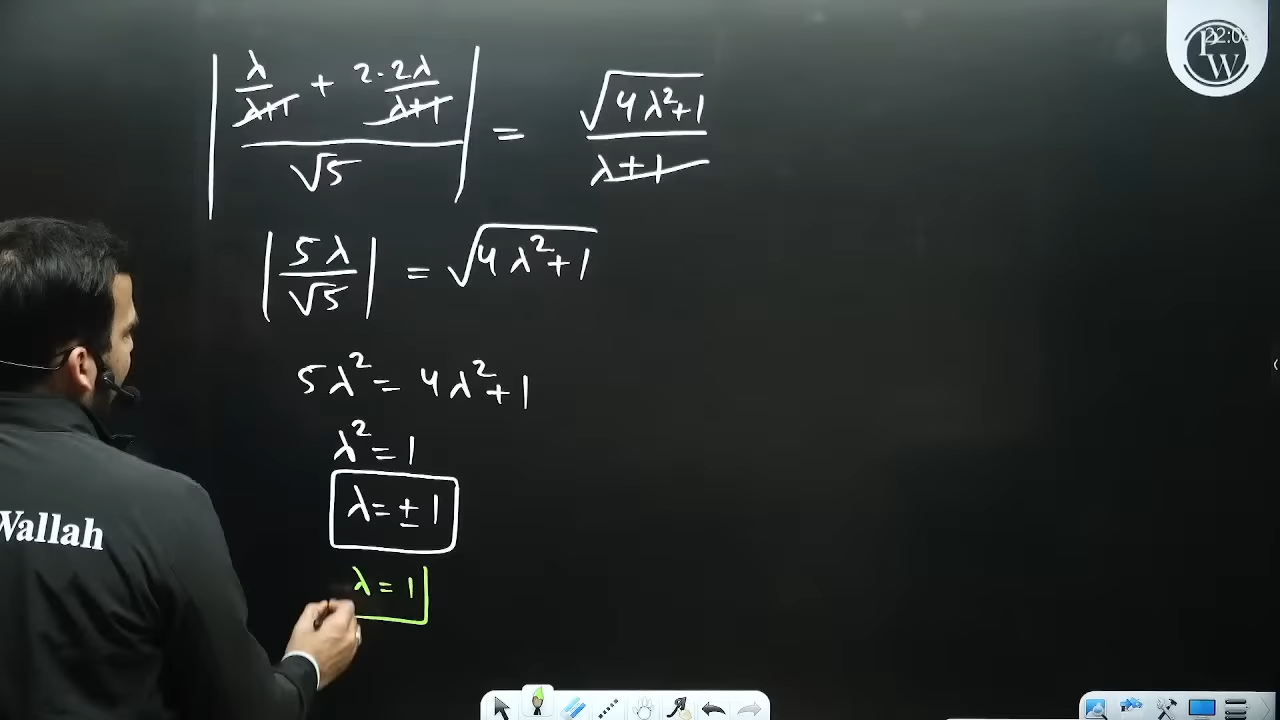 | (λ/λ+1 + 2·2λ/λ+1) / √5 | = √4λ²+1 / λ+1
| 5λ/√5 | = √4λ²+1
5λ² = 4λ²+1
λ² = 1
λ = ± 1
λ = 1
Wallah
PW